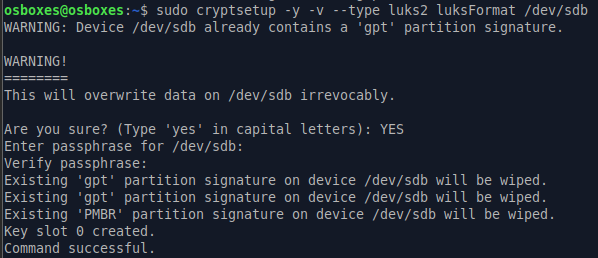 osboxes@osboxes:~$ sudo cryptsetup -y -v --type luks2 luksFormat /dev/sdb
WARNING: Device /dev/sdb already contains a 'gpt' partition signature.
WARNING!
========
This will overwrite data on /dev/sdb irrevocably.
Are you sure? (Type 'yes' in capital letters): YES
Enter passphrase for /dev/sdb:
Verify passphrase:
Existing 'gpt' partition signature on device /dev/sdb will be wiped.
Existing 'gpt' partition signature on device /dev/sdb will be wiped.
Existing 'PMBR' partition signature on device /dev/sdb will be wiped.
Key slot 0 created.
Command successful.